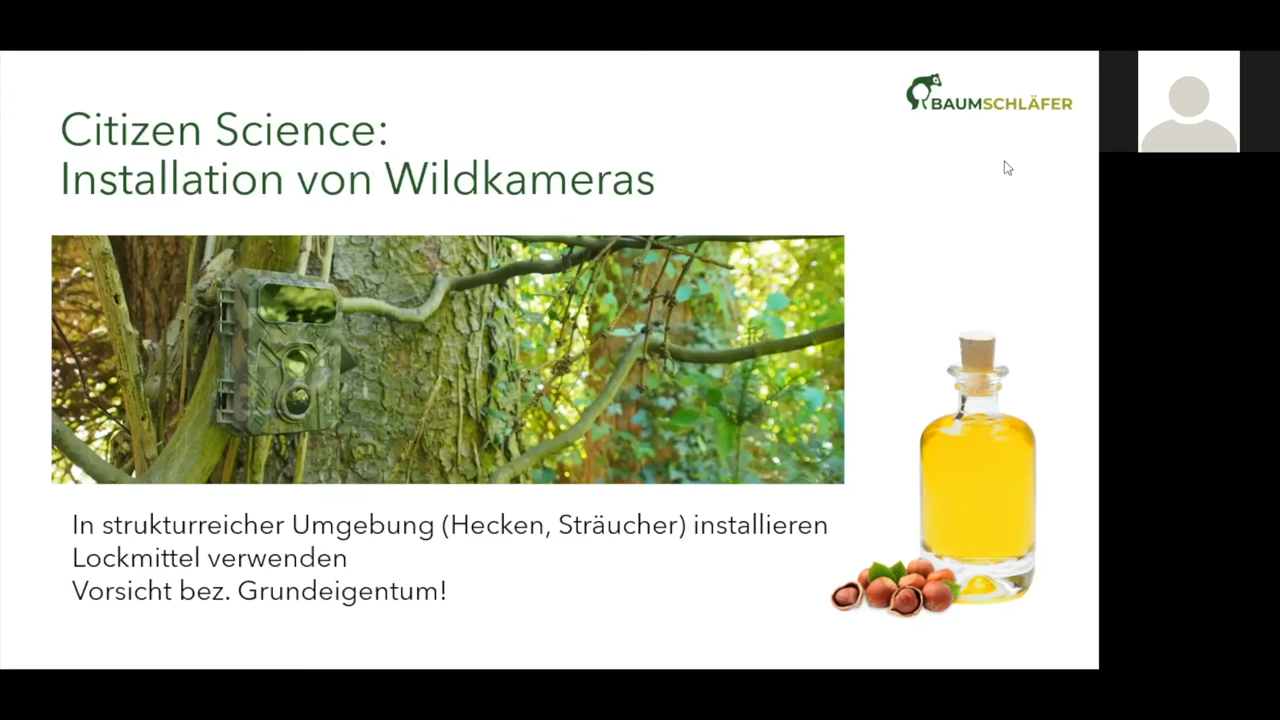 BAUMSCHLÄFER
Citizen Science:
Installation von Wildkameras
In strukturreicher Umgebung (Hecken, Sträucher) installieren
Lockmittel verwenden
Vorsicht bez. Grundeigentum!